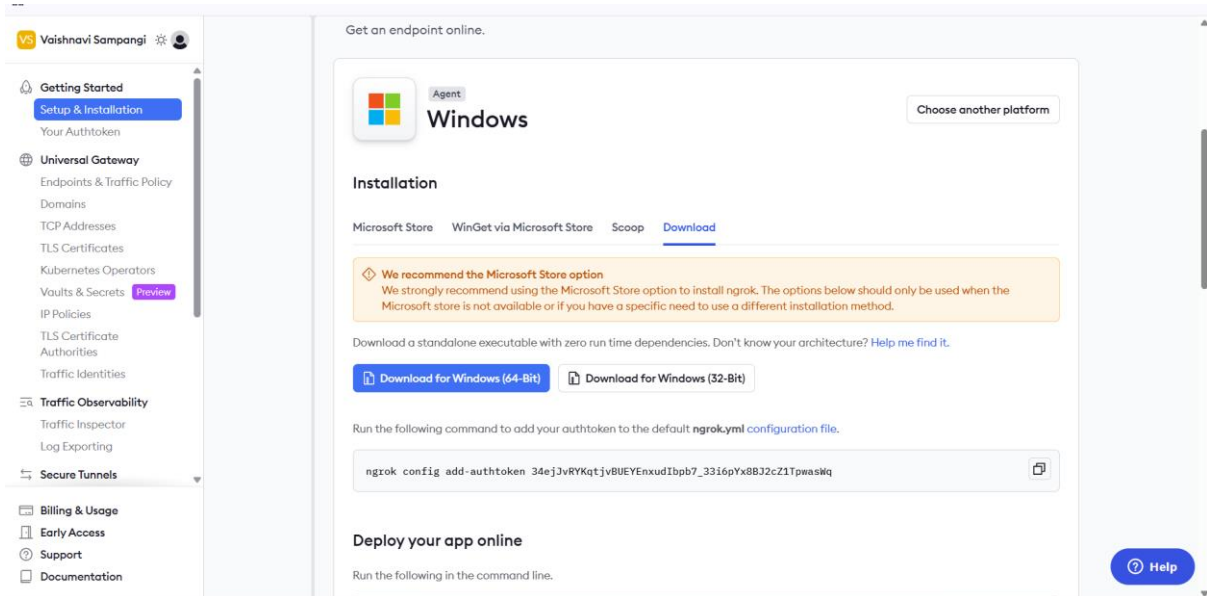 VS Vaishnavi Sampangi
Getting Started
Setup & Installation
Your Authtoken
Universal Gateway
Endpoints & Traffic Policy
Domains
TCP Addresses
TLS Certificates
Kubernetes Operators
Vaults & Secrets Preview
IP Policies
TLS Certificate
Authorities
Traffic Identities
Traffic Observability
Traffic Inspector
Log Exporting
Secure Tunnels
Billing & Usage
Early Access
Support
Documentation
Get an endpoint online.
Agent
Windows
Choose another platform
Installation
Microsoft Store WinGet via Microsoft Store Scoop Download
We recommend the Microsoft Store option
We strongly recommend using the Microsoft Store option to install ngrok. The options below should only be used when the
Microsoft store is not available or if you have a specific need to use a different installation method.
Download a standalone executable with zero run time dependencies. Don't know your architecture? Help me find it.
Download for Windows (64-Bit) Download for Windows (32-Bit)
Run the following command to add your authtoken to the default ngrok.yml configuration file.
ngrok config add-authtoken 34ejJvRYKqtjvBUEYEnxudIbpb7_33i6pYx8BJ2cZ1TpwasWq
Deploy your app online
Run the following in the command line.
Help